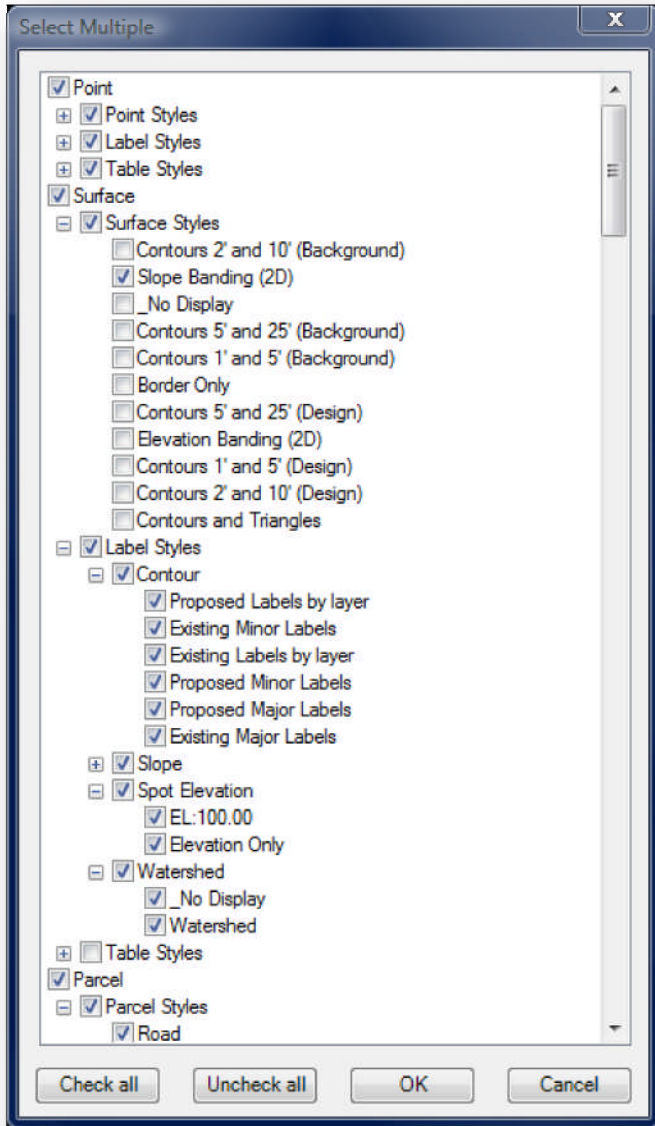 Select Multiple
Point
Point Styles
Label Styles
Table Styles
Surface
Surface Styles
Contours 2' and 10' (Background)
Slope Banding (2D)
_No Display
Contours 5' and 25' (Background)
Contours 1' and 5' (Background)
Border Only
Contours 5' and 25' (Design)
Elevation Banding (2D)
Contours 1' and 5' (Design)
Contours 2' and 10' (Design)
Contours and Triangles
Label Styles
Contour
Proposed Labels by layer
Existing Minor Labels
Existing Labels by layer
Proposed Minor Labels
Proposed Major Labels
Existing Major Labels
Slope
Spot Elevation
EL:100.00
Elevation Only
Watershed
_No Display
Watershed
Table Styles
Parcel
Parcel Styles
Road
Check all Uncheck all OK Cancel